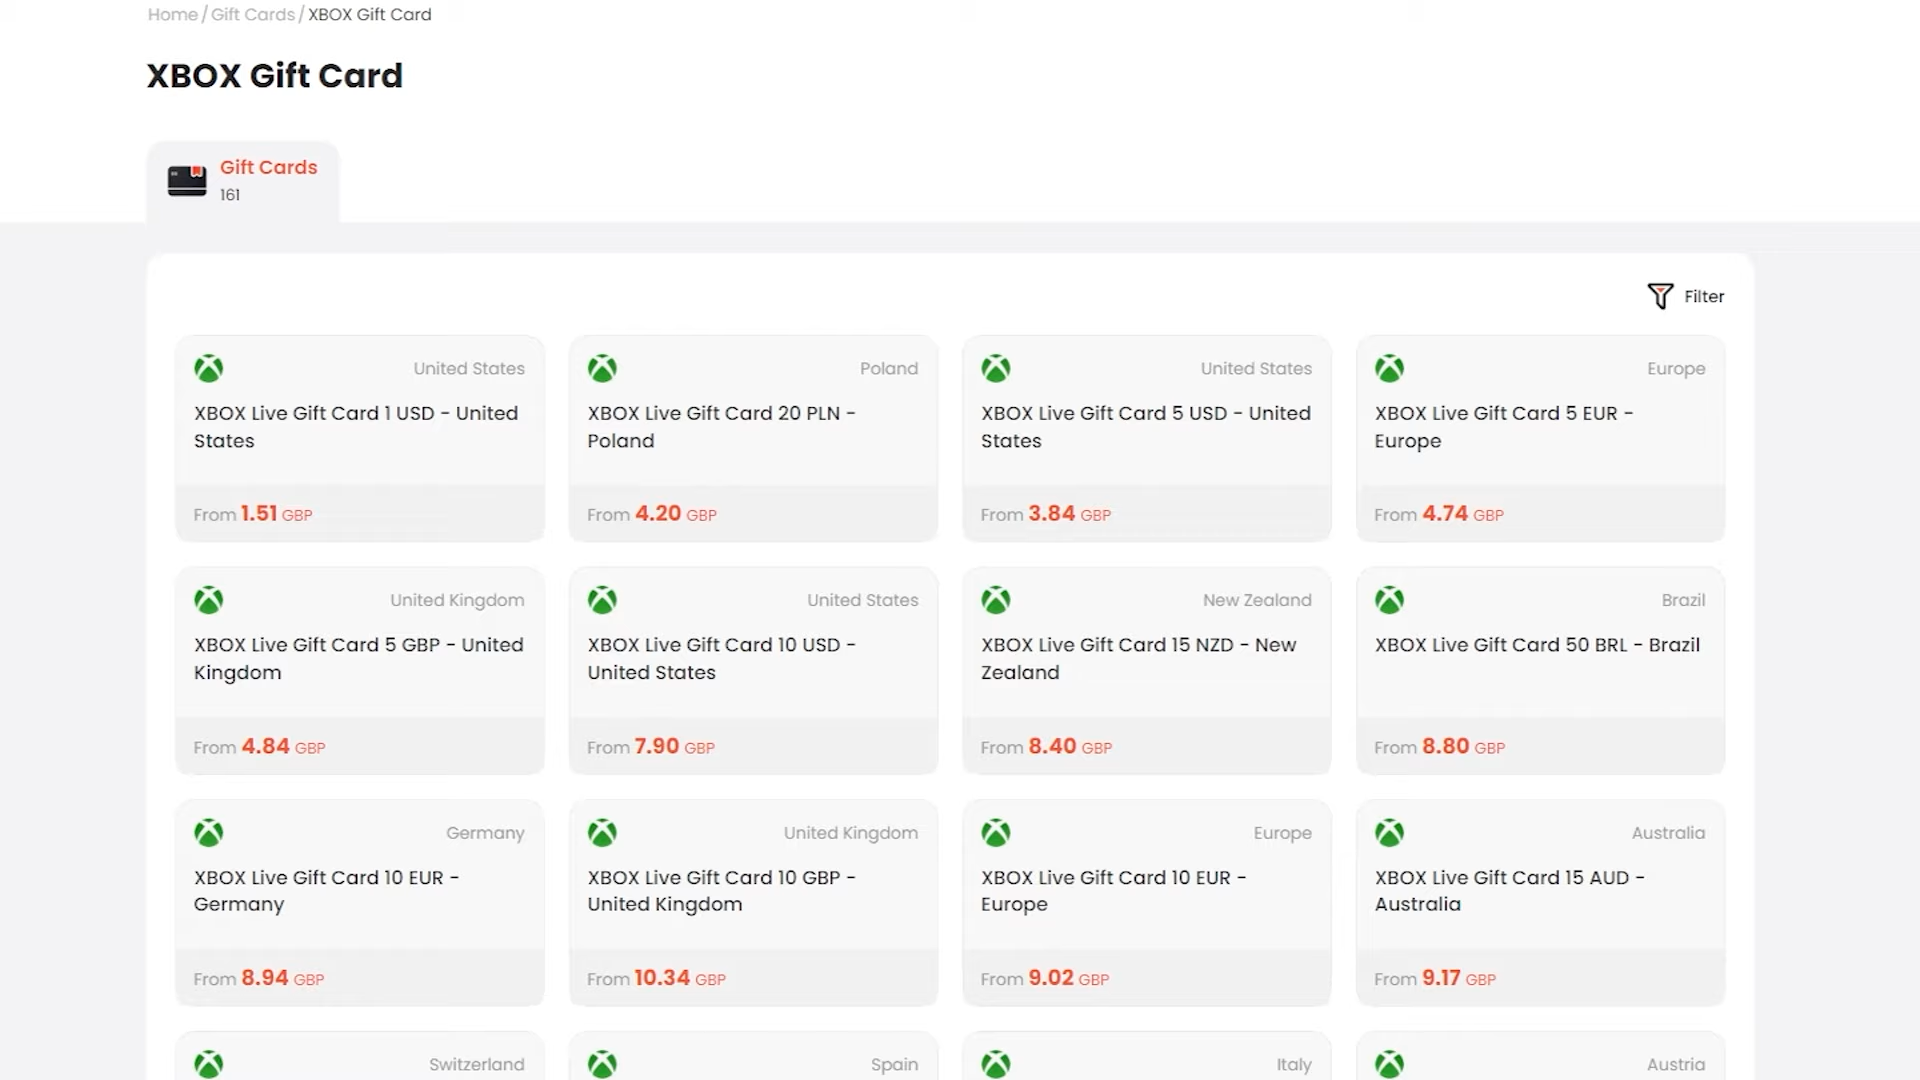 Home / Gift Cards / XBOX Gift Card
XBOX Gift Card
Gift Cards
161
Filter
United States
XBOX Live Gift Card 1 USD - United
States
From 1.51 GBP
Poland
XBOX Live Gift Card 20 PLN -
Poland
From 4.20 GBP
United States
XBOX Live Gift Card 5 USD - United
States
From 3.84 GBP
Europe
XBOX Live Gift Card 5 EUR -
Europe
From 4.74 GBP
United Kingdom
XBOX Live Gift Card 5 GBP - United
Kingdom
From 4.84 GBP
United States
XBOX Live Gift Card 10 USD -
United States
From 7.90 GBP
New Zealand
XBOX Live Gift Card 15 NZD - New
Zealand
From 8.40 GBP
Brazil
XBOX Live Gift Card 50 BRL - Brazil
From 8.80 GBP
Germany
XBOX Live Gift Card 10 EUR -
Germany
From 8.94 GBP
United Kingdom
XBOX Live Gift Card 10 GBP -
United Kingdom
From 10.34 GBP
Europe
XBOX Live Gift Card 10 EUR -
Europe
From 9.02 GBP
Australia
XBOX Live Gift Card 15 AUD -
Australia
From 9.17 GBP
Switzerland
Spain
Italy
Austria